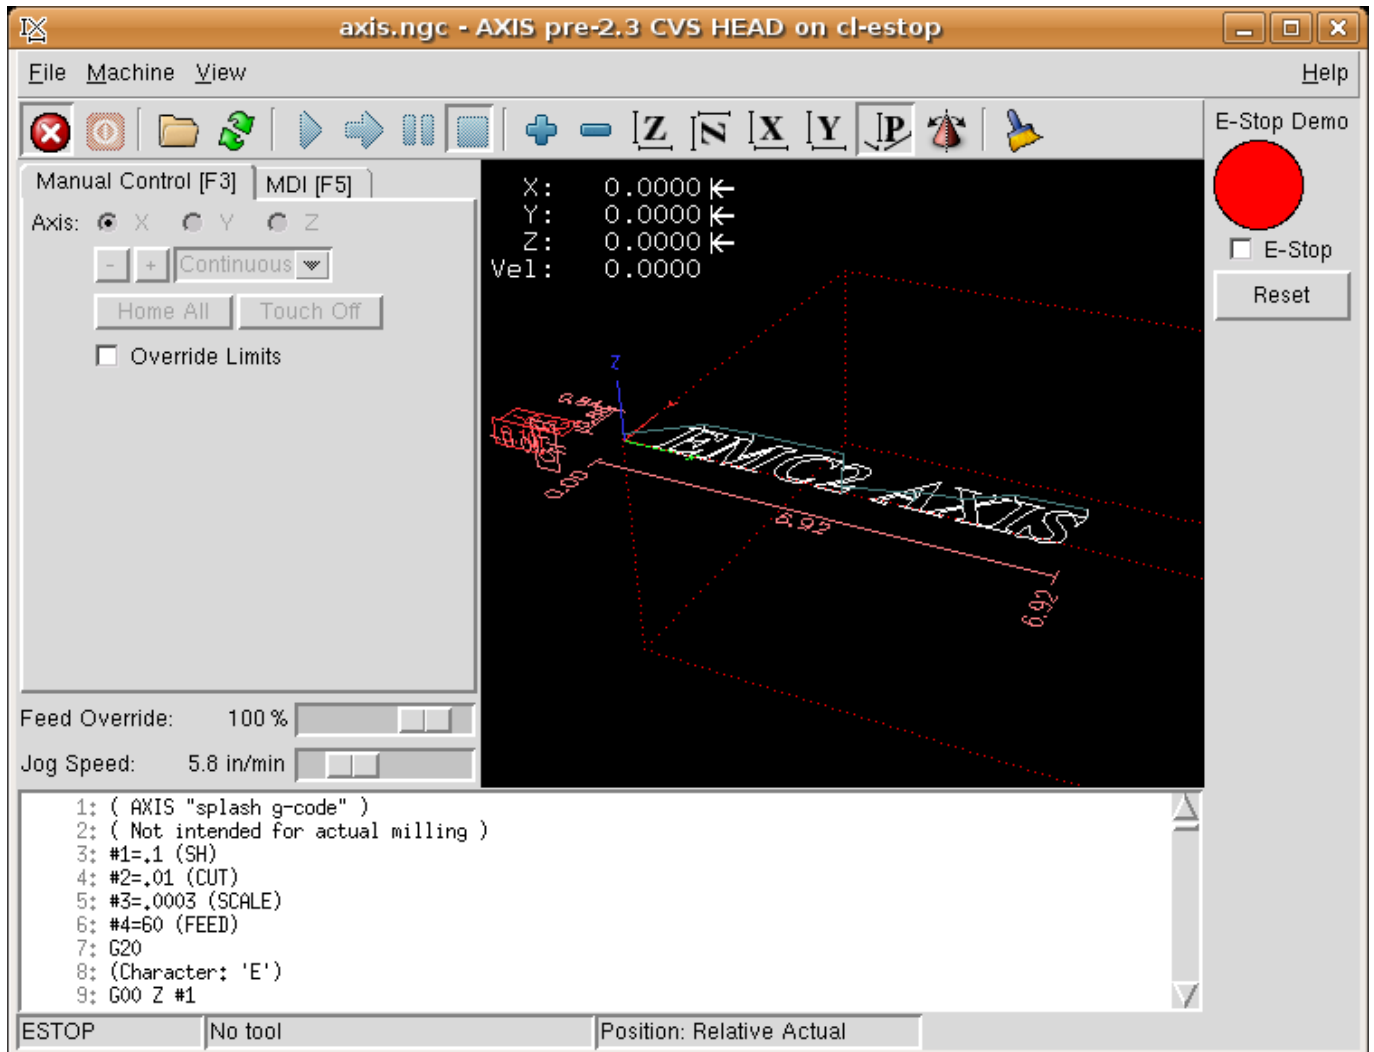 axis.ngc - AXIS pre-2.3 CVS HEAD on cl-estop
File Machine View Help
Z N X Y P
E-Stop Demo
E-Stop
Reset
Manual Control [F3] MDI [F5]
Axis: X Y Z
- + Continuous
Home All Touch Off
Override Limits
X: 0.0000
Y: 0.0000
Z: 0.0000
Vel: 0.0000
Z
EMC2 AXIS
0.00
6.92
6.92
Feed Override: 100 %
Jog Speed: 5.8 in/min
1: ( AXIS "splash g-code" )
2: ( Not intended for actual milling )
3: #1=.1 (SH)
4: #2=.01 (CUT)
5: #3=.0003 (SCALE)
6: #4=60 (FEED)
7: G20
8: (Character: 'E')
9: G00 Z #1
ESTOP No tool Position: Relative Actual